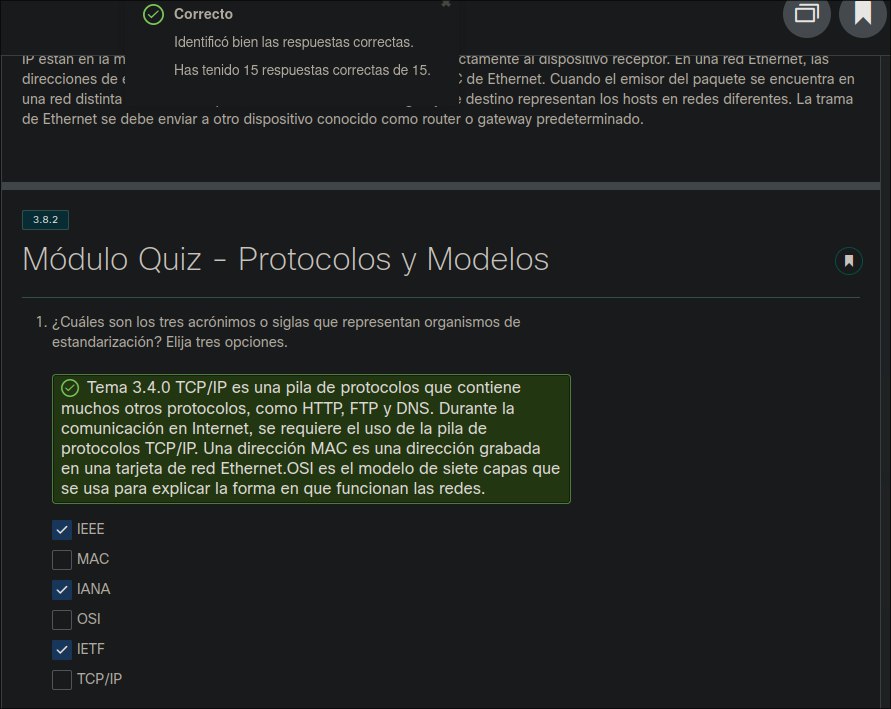 Correcto
Identificó bien las respuestas correctas.
Has tenido 15 respuestas correctas de 15.
IP están en la m ctamente al dispositivo receptor. En una red Ethernet, las
direcciones de C de Ethernet. Cuando el emisor del paquete se encuentra en
una red distinta destino representan los hosts en redes diferentes. La trama
de Ethernet se debe enviar a otro dispositivo conocido como router o gateway predeterminado.
3.8.2
Módulo Quiz - Protocolos y Modelos
1. ¿Cuáles son los tres acrónimos o siglas que representan organismos de
estandarización? Elija tres opciones.
Tema 3.4.0 TCP/IP es una pila de protocolos que contiene
muchos otros protocolos, como HTTP, FTP y DNS. Durante la
comunicación en Internet, se requiere el uso de la pila de
protocolos TCP/IP. Una dirección MAC es una dirección grabada
en una tarjeta de red Ethernet.OSI es el modelo de siete capas que
se usa para explicar la forma en que funcionan las redes.
IEEE
MAC
IANA
OSI
IETF
TCP/IP